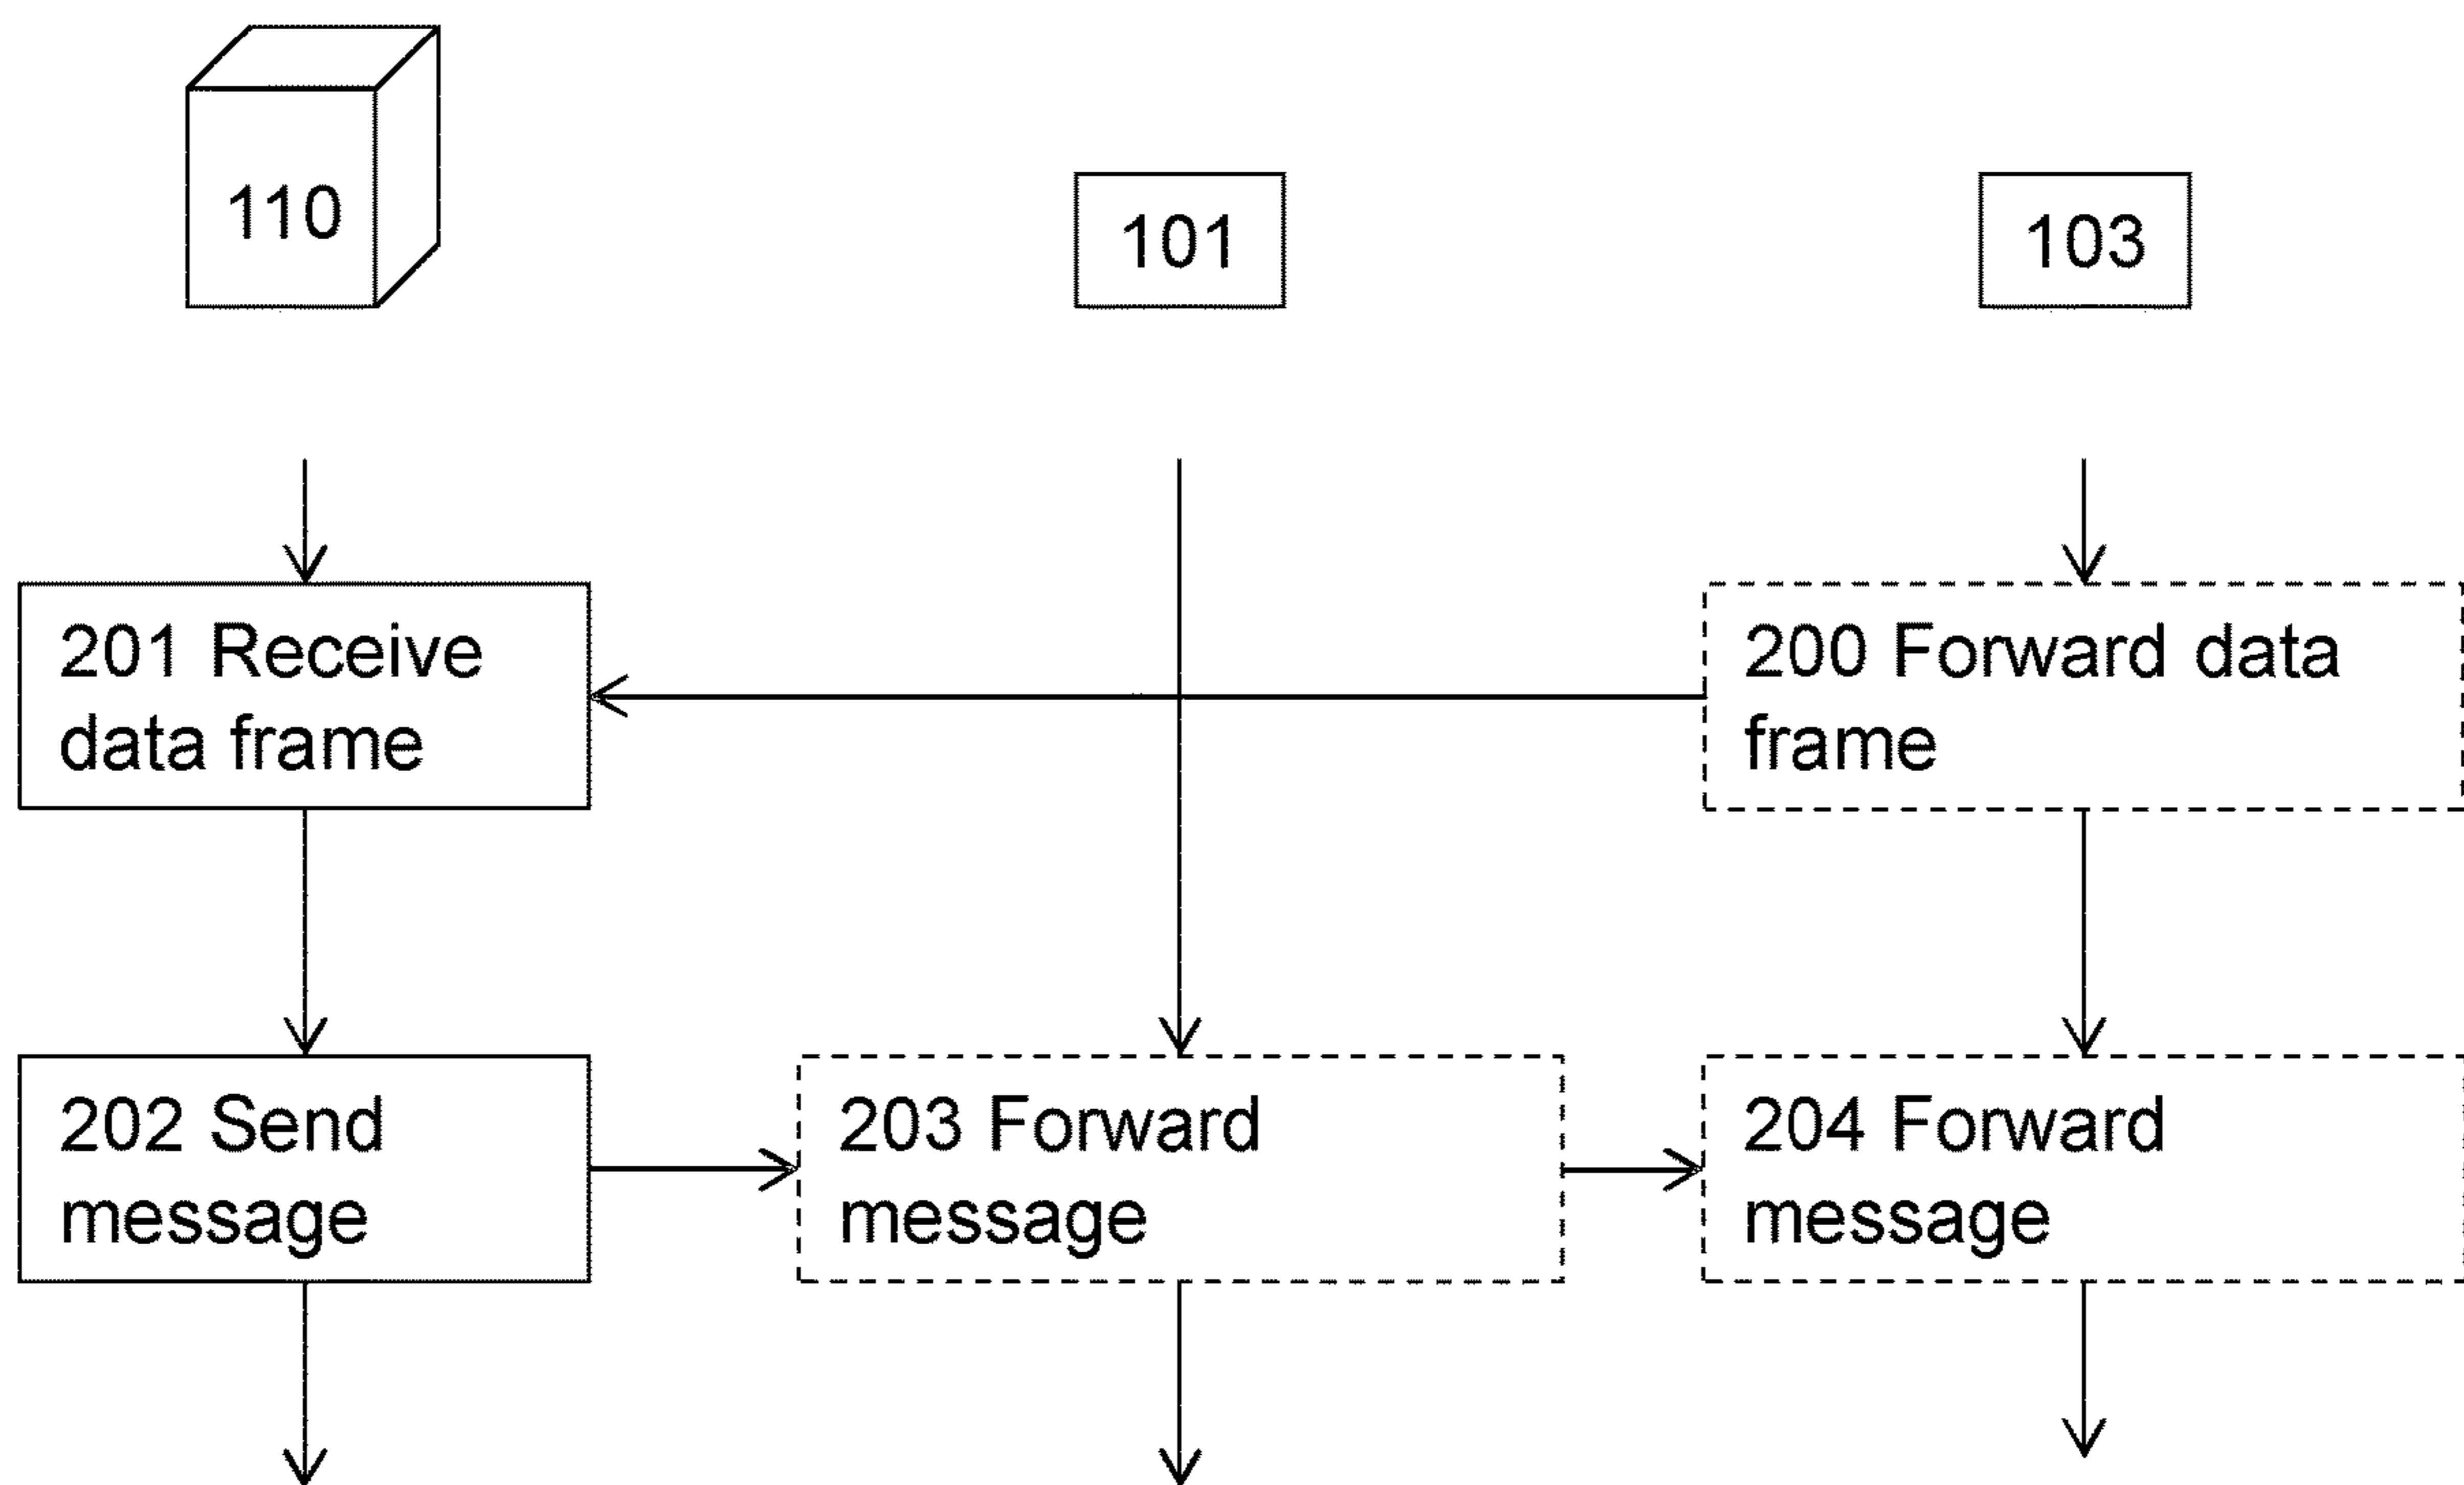 110
101
103
201 Receive
data frame
200 Forward data
frame
202 Send
message
203 Forward
message
204 Forward
message